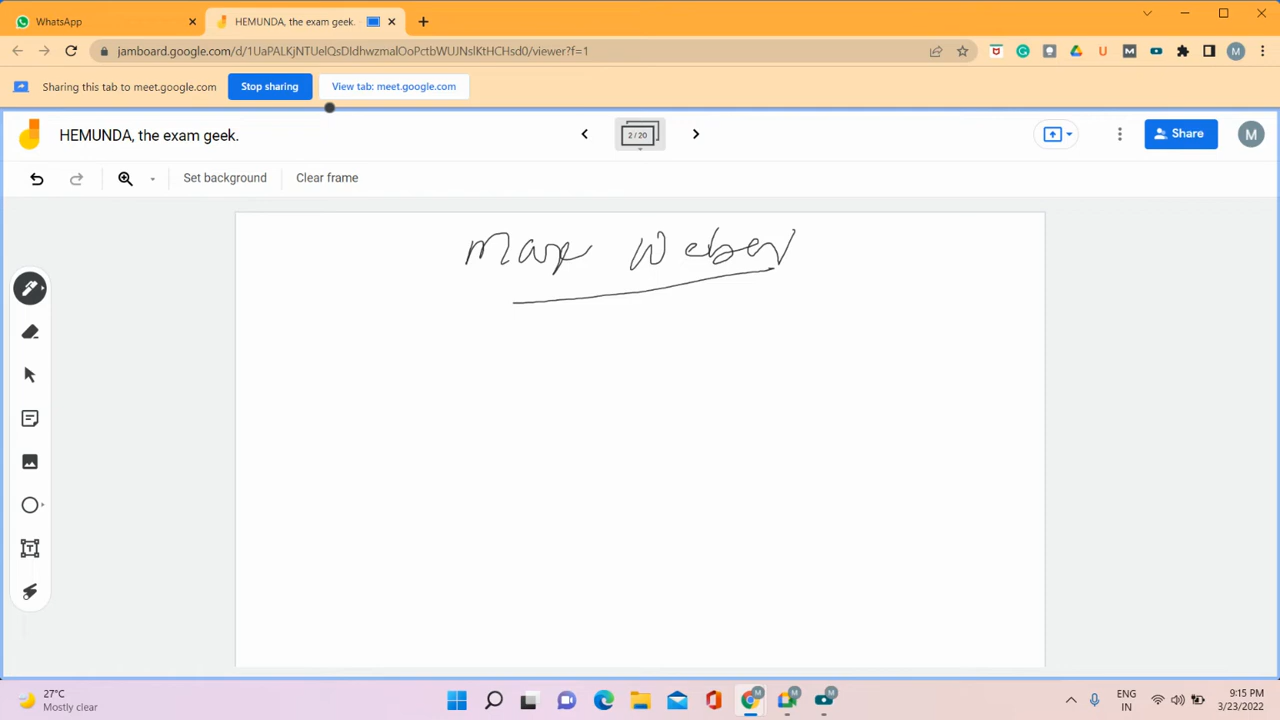 WhatsApp
HEMUNDA, the exam geek.
jamboard.google.com/d/1UaPALKjNTUelQsDIdhwzmalOoPctbWUJNslKtHCHsd0/viewer?f=1
Sharing this tab to meet.google.com
Stop sharing
View tab: meet.google.com
HEMUNDA, the exam geek.
2 / 20
Share
M
Set background
Clear frame
Max Weber
27°C
Mostly clear
ENG
IN
9:15 PM
3/23/2022